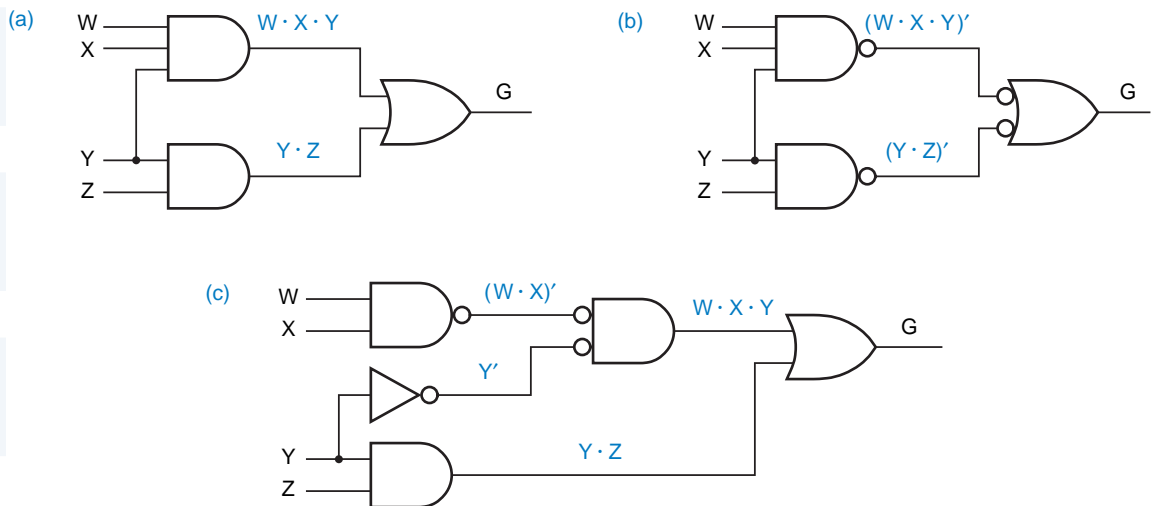 (a)
W
X
W · X · Y
G
Y
Z
Y · Z
(b)
W
X
(W · X · Y)′
G
Y
Z
(Y · Z)′
(c)
W
X
(W · X)′
W · X · Y
G
Y′
Y
Z
Y · Z